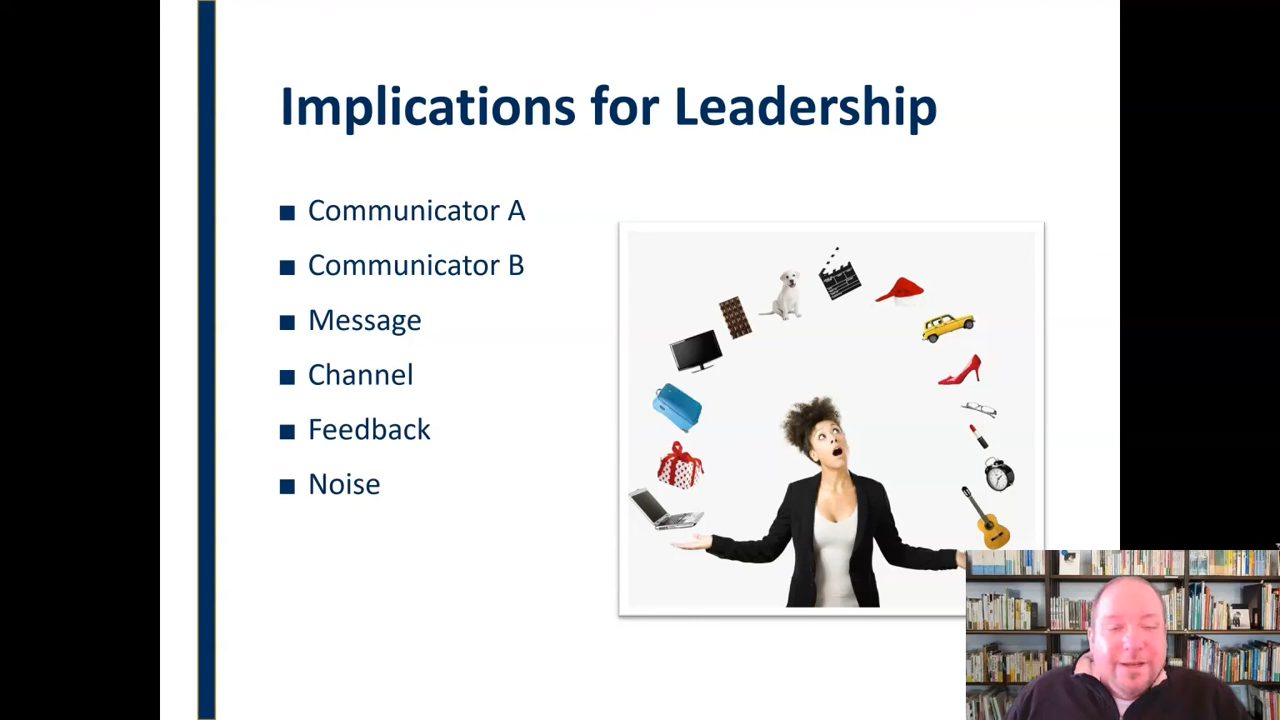 Implications for Leadership
Communicator A
Communicator B
Message
Channel
Feedback
Noise